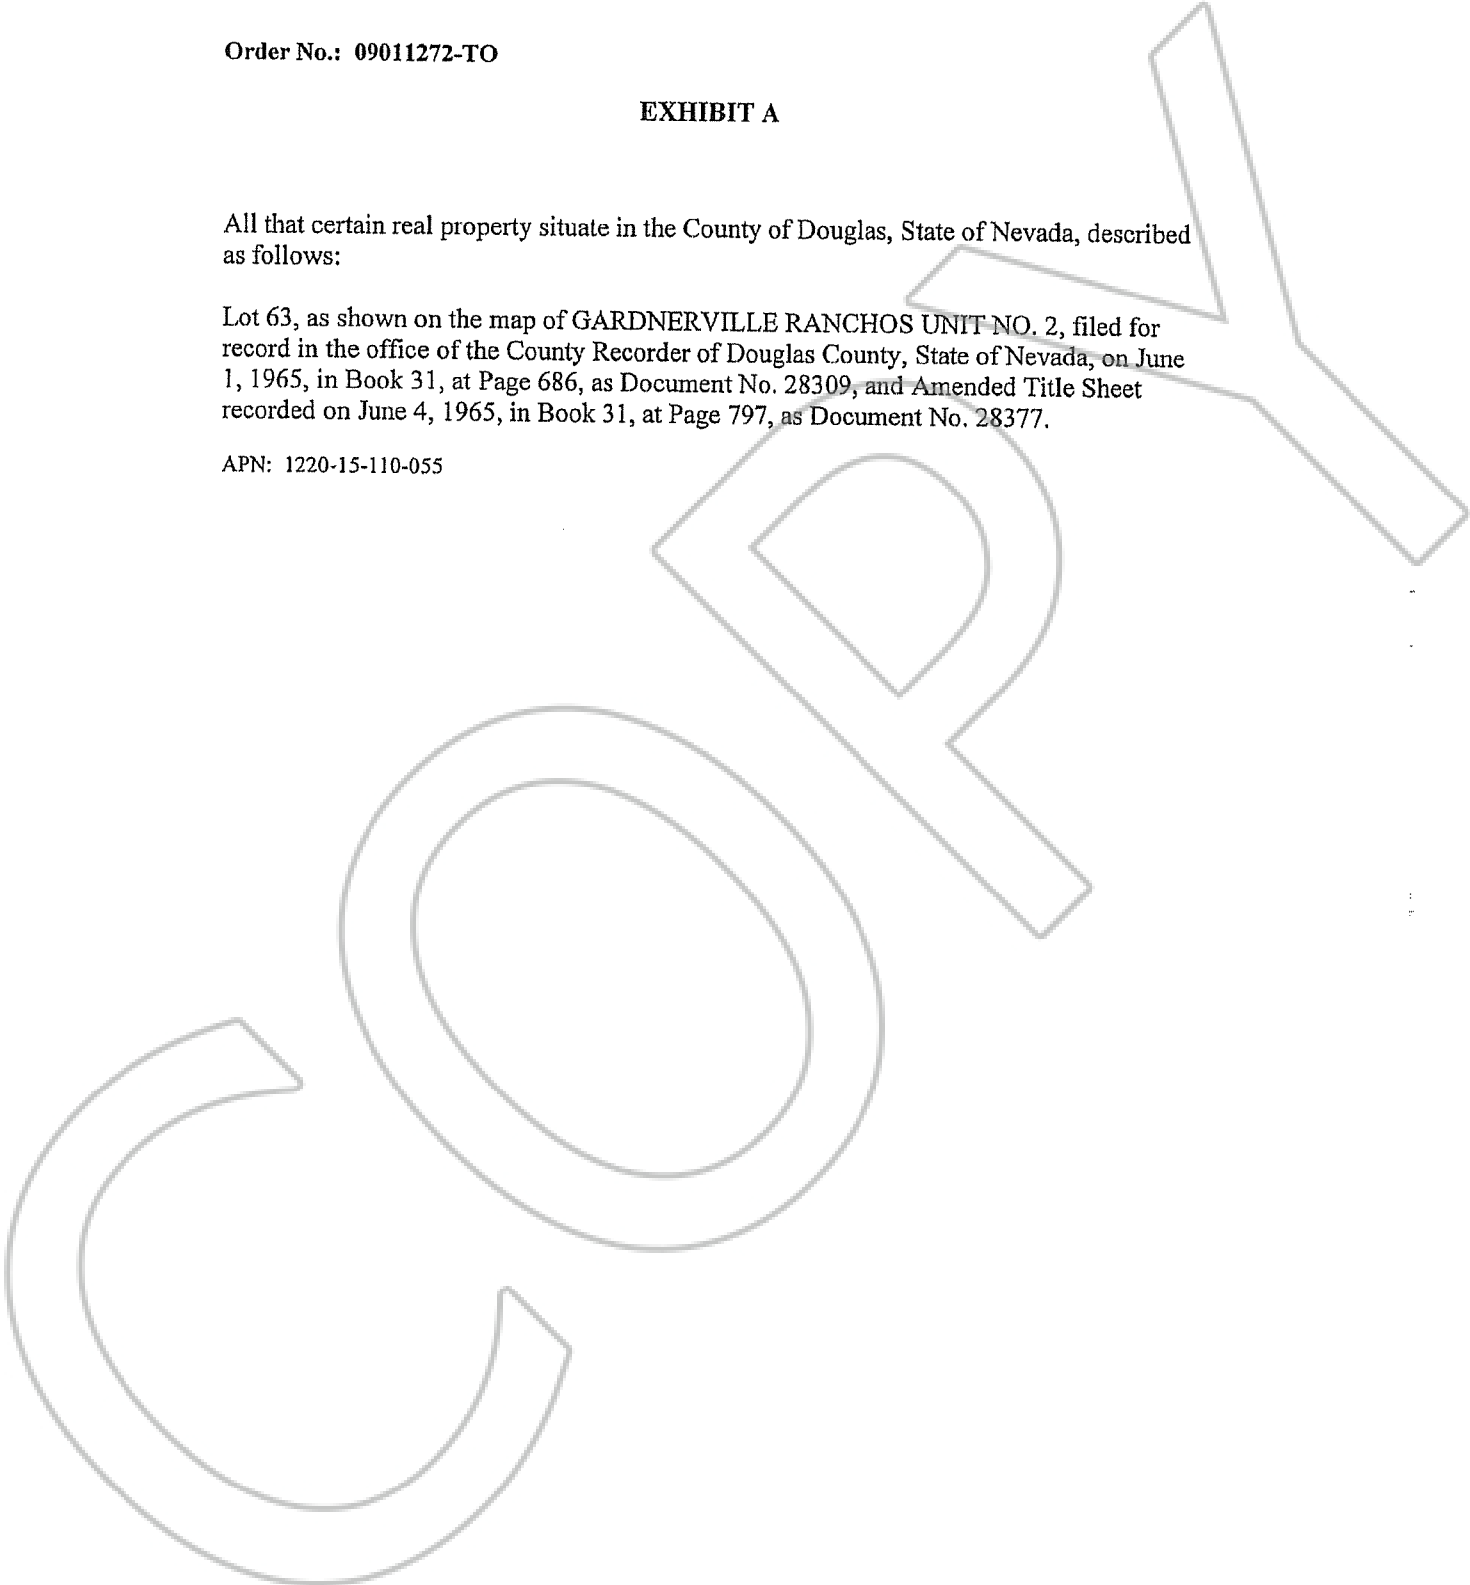 Order No.: 09011272-TO
EXHIBIT A
All that certain real property situate in the County of Douglas, State of Nevada, described
as follows:
Lot 63, as shown on the map of GARDNERVILLE RANCHOS UNIT NO. 2, filed for
record in the office of the County Recorder of Douglas County, State of Nevada, on June
1, 1965, in Book 31, at Page 686, as Document No. 28309, and Amended Title Sheet
recorded on June 4, 1965, in Book 31, at Page 797, as Document No. 28377.
APN: 1220-15-110-055
COPY